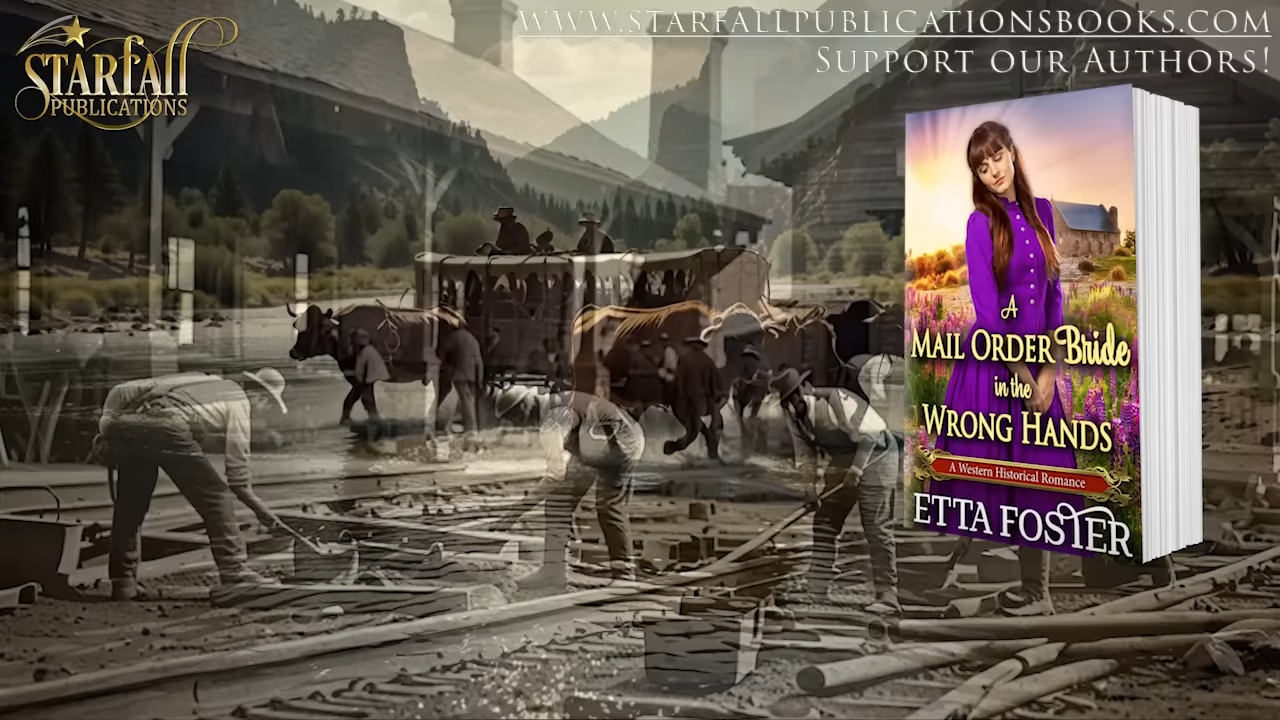 STARfall
PUBLICATIONS
WWW.STARFALLPUBLICATIONSBOOKS.COM
SUPPORT OUR AUTHORS!
A
MAIL ORDER Bride
in the
WRONG HANDS
A Western Historical Romance
ETTA FOSTER